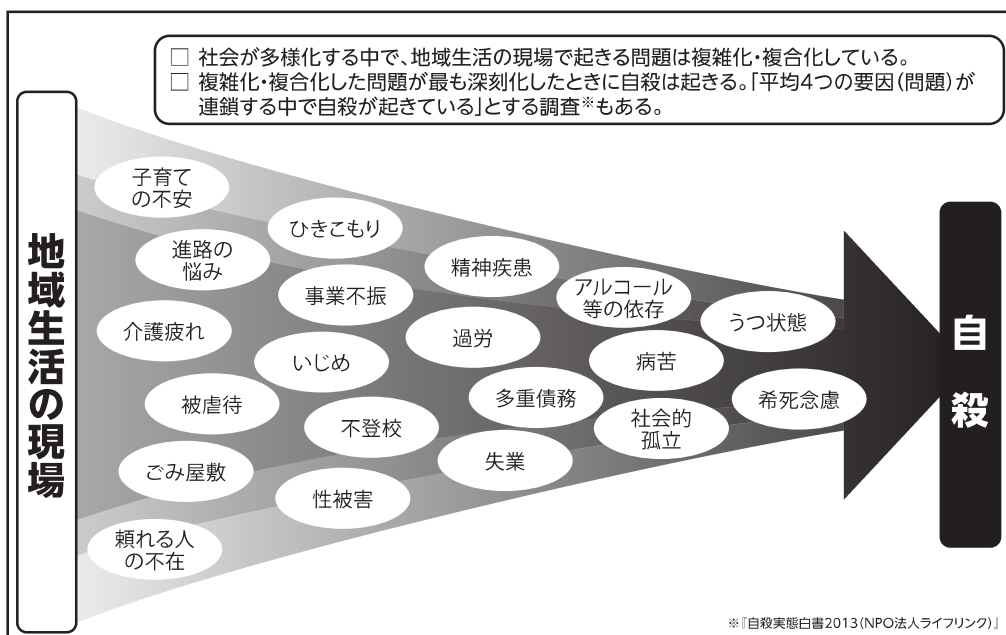 □ 社会が多様化する中で、地域生活の現場で起きる問題は複雑化・複合化している。
□ 複雑化・複合化した問題が最も深刻化したときに自殺は起きる。「平均4つの要因(問題)が
連鎖する中で自殺が起きている」とする調査※もある。
地域生活の現場
子育て
の不安
進路の
悩み
介護疲れ
被虐待
ごみ屋敷
頼れる人
の不在
ひきこもり
事業不振
いじめ
不登校
性被害
精神疾患
過労
多重債務
失業
アルコール
等の依存
病苦
社会的
孤立
うつ状態
希死念慮
自殺
※『自殺実態白書2013(NPO法人ライフリンク)』